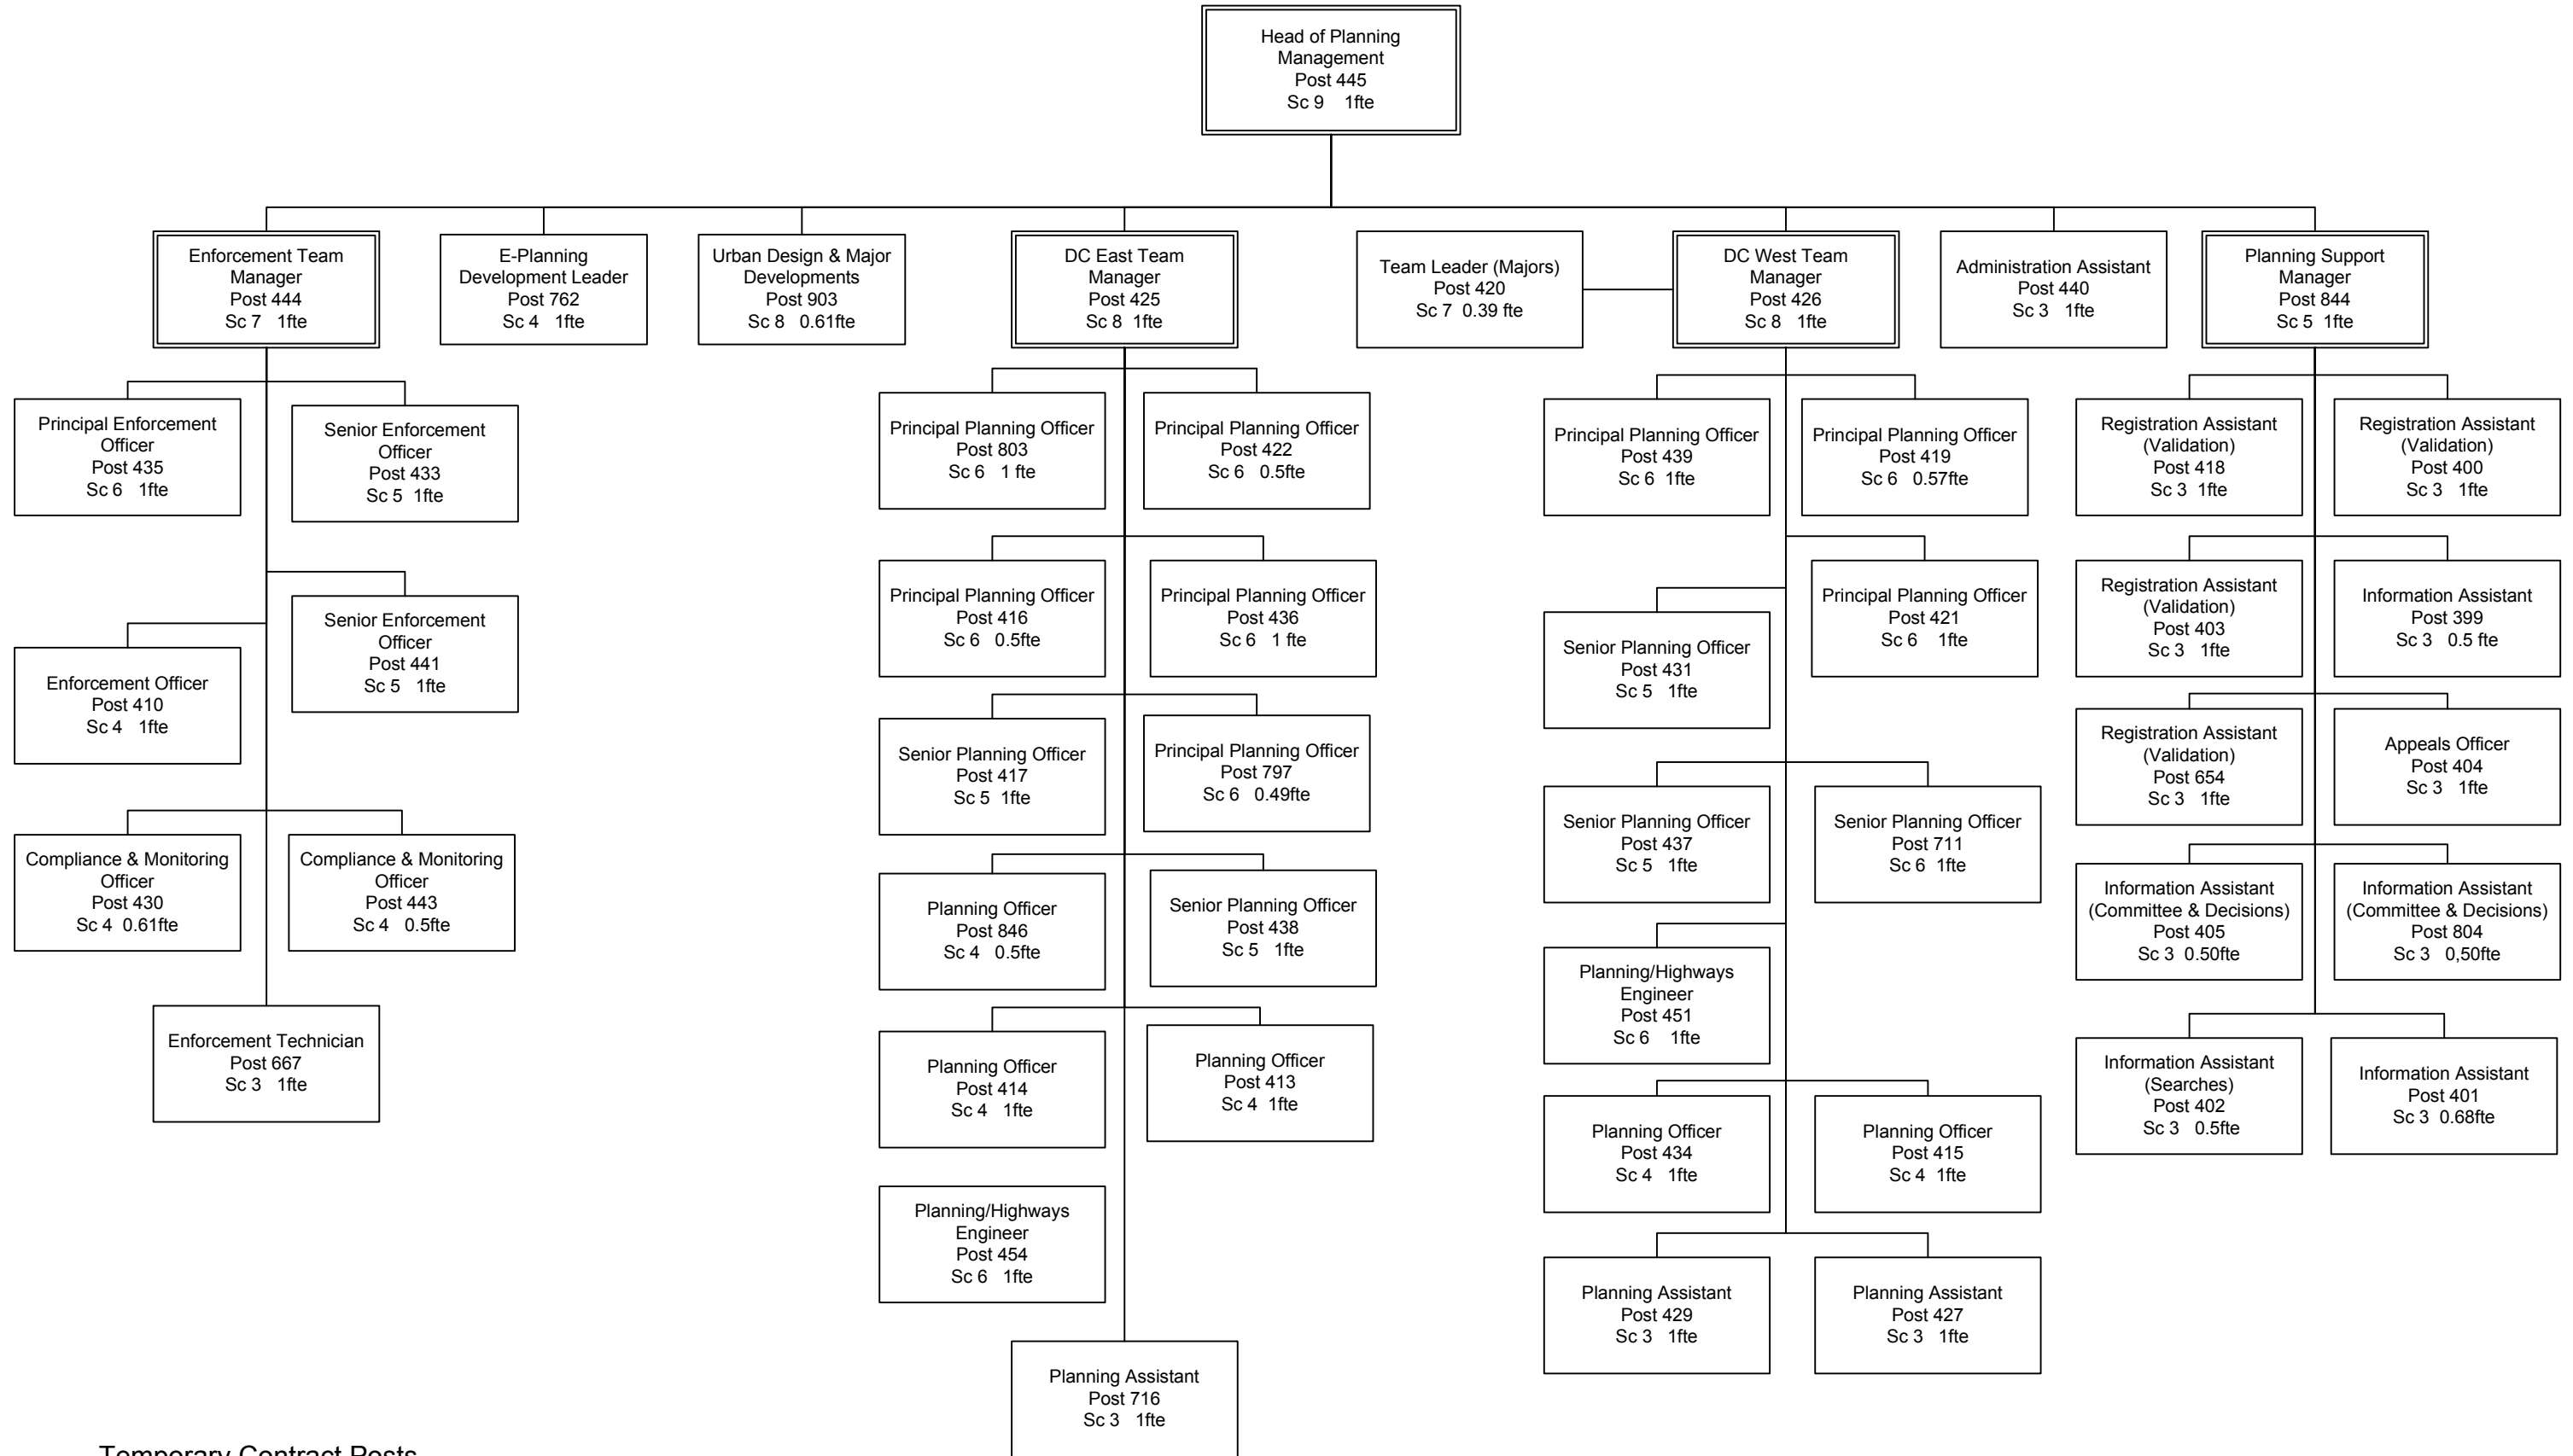 Head of Planning
Management
Post 445
Sc 9 1fte
Enforcement Team
Manager
Post 444
Sc 7 1fte
E-Planning
Development Leader
Post 762
Sc 4 1fte
Urban Design & Major
Developments
Post 903
Sc 8 0.61fte
DC East Team
Manager
Post 425
Sc 8 1fte
Team Leader (Majors)
Post 420
Sc 7 0.39 fte
DC West Team
Manager
Post 426
Sc 8 1fte
Administration Assistant
Post 440
Sc 3 1fte
Planning Support
Manager
Post 844
Sc 5 1fte
Principal Enforcement
Officer
Post 435
Sc 6 1fte
Senior Enforcement
Officer
Post 433
Sc 5 1fte
Senior Enforcement
Officer
Post 441
Sc 5 1fte
Enforcement Officer
Post 410
Sc 4 1fte
Compliance & Monitoring
Officer
Post 430
Sc 4 0.61fte
Compliance & Monitoring
Officer
Post 443
Sc 4 0.5fte
Enforcement Technician
Post 667
Sc 3 1fte
Principal Planning Officer
Post 803
Sc 6 1 fte
Principal Planning Officer
Post 422
Sc 6 0.5fte
Principal Planning Officer
Post 416
Sc 6 0.5fte
Principal Planning Officer
Post 436
Sc 6 1 fte
Senior Planning Officer
Post 417
Sc 5 1fte
Principal Planning Officer
Post 797
Sc 6 0.49fte
Planning Officer
Post 846
Sc 4 0.5fte
Senior Planning Officer
Post 438
Sc 5 1fte
Planning Officer
Post 414
Sc 4 1fte
Planning Officer
Post 413
Sc 4 1fte
Planning/Highways
Engineer
Post 454
Sc 6 1fte
Planning Assistant
Post 716
Sc 3 1fte
Principal Planning Officer
Post 439
Sc 6 1fte
Principal Planning Officer
Post 419
Sc 6 0.57fte
Principal Planning Officer
Post 421
Sc 6 1fte
Senior Planning Officer
Post 431
Sc 5 1fte
Senior Planning Officer
Post 437
Sc 5 1fte
Senior Planning Officer
Post 711
Sc 6 1fte
Planning/Highways
Engineer
Post 451
Sc 6 1fte
Planning Officer
Post 434
Sc 4 1fte
Planning Officer
Post 415
Sc 4 1fte
Planning Assistant
Post 429
Sc 3 1fte
Planning Assistant
Post 427
Sc 3 1fte
Registration Assistant
(Validation)
Post 418
Sc 3 1fte
Registration Assistant
(Validation)
Post 400
Sc 3 1fte
Registration Assistant
(Validation)
Post 403
Sc 3 1fte
Information Assistant
Post 399
Sc 3 0.5 fte
Registration Assistant
(Validation)
Post 654
Sc 3 1fte
Appeals Officer
Post 404
Sc 3 1fte
Information Assistant
(Committee & Decisions)
Post 405
Sc 3 0.50fte
Information Assistant
(Committee & Decisions)
Post 804
Sc 3 0,50fte
Information Assistant
(Searches)
Post 402
Sc 3 0.5fte
Information Assistant
Post 401
Sc 3 0.68fte
Temporary Contract Posts